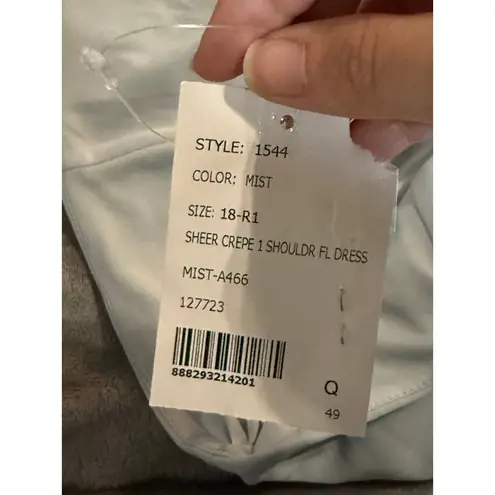 STYLE: 1544
COLOR: MIST
SIZE: 18-R1
SHEER CREPE 1 SHOULDR FL DRESS
MIST-A466
127723
888293214201
Q
49